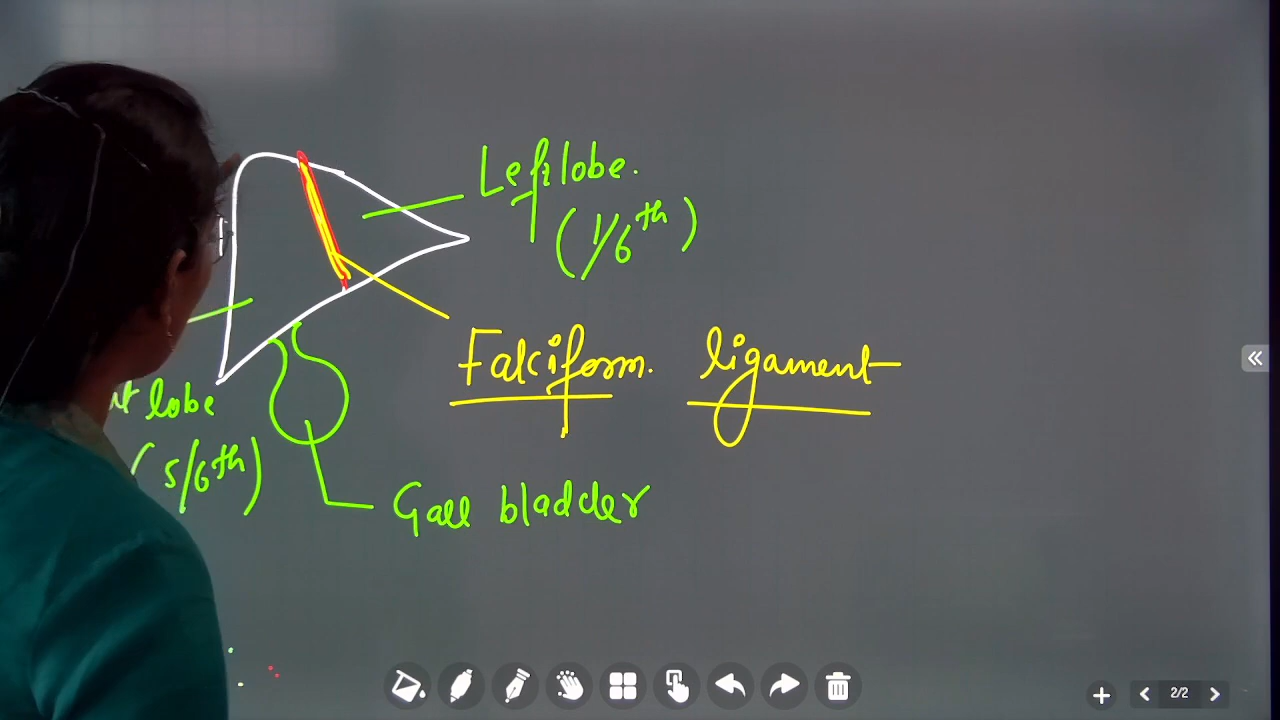 Left lobe.
(1/6th)
Falciform. ligament
lobe
(5/6th)
Gall bladder
2/2